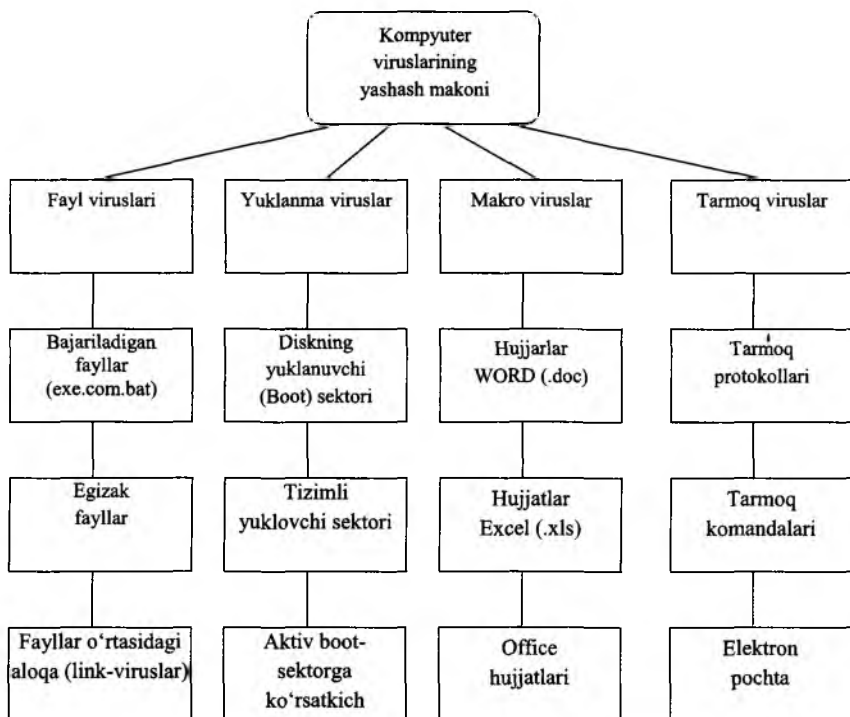 Kompyuter
viruslarining
yashash makoni
Fayl viruslari
Yuklanma viruslar
Makro viruslar
Tarmoq viruslar
Bajariladigan
fayllar
(exe.com.bat)
Diskning
yuklanuvchi
(Boot) sektori
Hujjarlar
WORD (.doc)
Tarmoq
protokollari
Egizak
fayllar
Tizimli
yuklovchi sektori
Hujjatlar
Excel (.xls)
Tarmoq
komandalari
Fayllar o‘rtasidagi
aloqa (link-viruslar)
Aktiv boot-
sektorga
ko‘rsatkich
Office
hujjatlari
Elektron
pochta